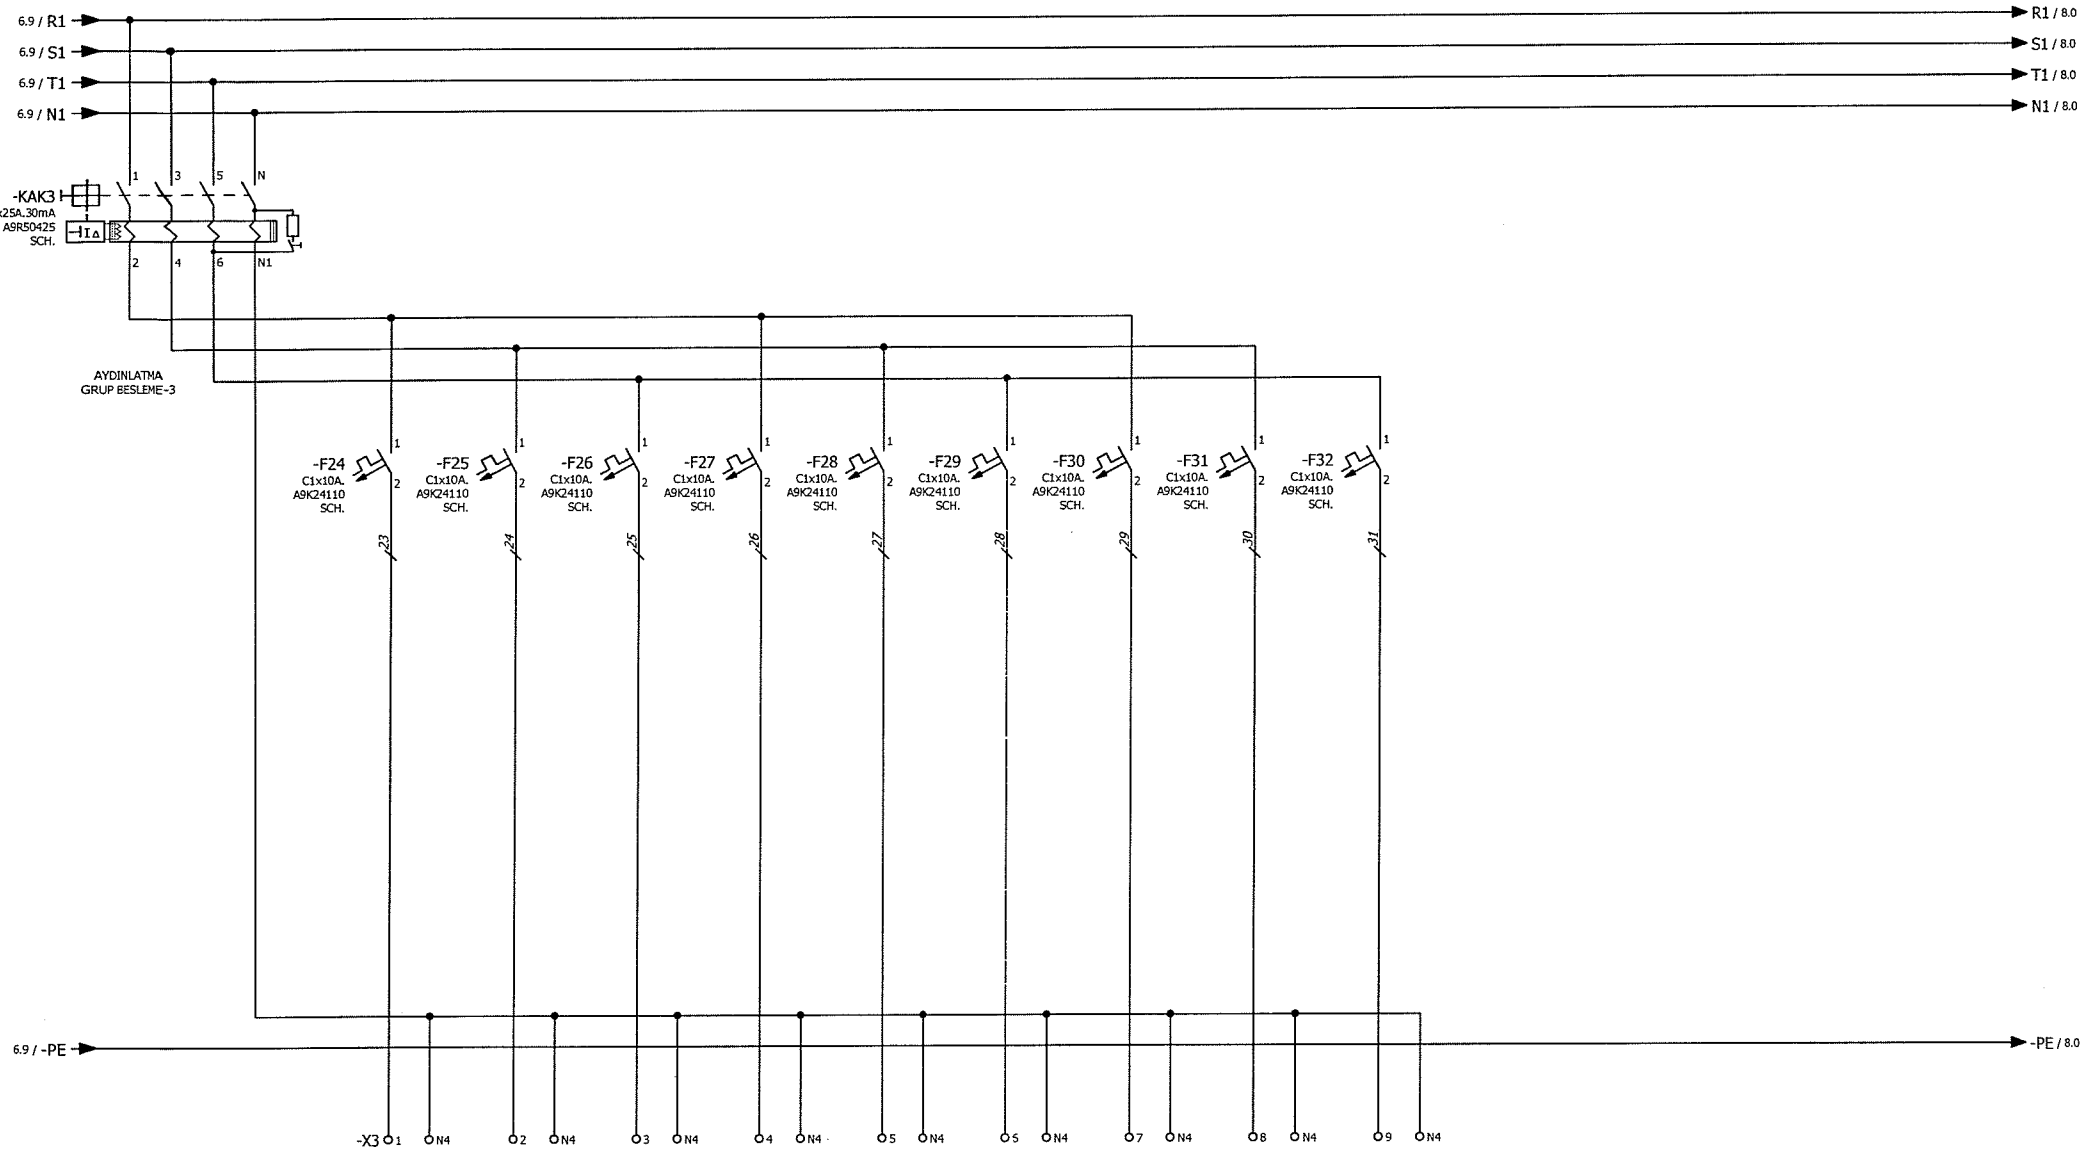 6.9 / R1
R1 / 8.0
6.9 / S1
S1 / 8.0
6.9 / T1
T1 / 8.0
6.9 / N1
N1 / 8.0
1 3 5 N
-KAK3
x25A.30mA
A9R50425
SCH.
I Δ
2 4 6 N1
AYDINLATMA
GRUP BESLEME-3
-F24
C1x10A.
A9K24110
SCH.
1
2
23
-F25
C1x10A.
A9K24110
SCH.
1
2
24
-F26
C1x10A.
A9K24110
SCH.
1
2
25
-F27
C1x10A.
A9K24110
SCH.
1
2
26
-F28
C1x10A.
A9K24110
SCH.
1
2
27
-F29
C1x10A.
A9K24110
SCH.
1
2
28
-F30
C1x10A.
A9K24110
SCH.
1
2
29
-F31
C1x10A.
A9K24110
SCH.
1
2
30
-F32
C1x10A.
A9K24110
SCH.
1
2
31
6.9 / -PE
-PE / 8.0
-X3 1 N4 2 N4 3 N4 4 N4 5 N4 5 N4 7 N4 8 N4 9 N4